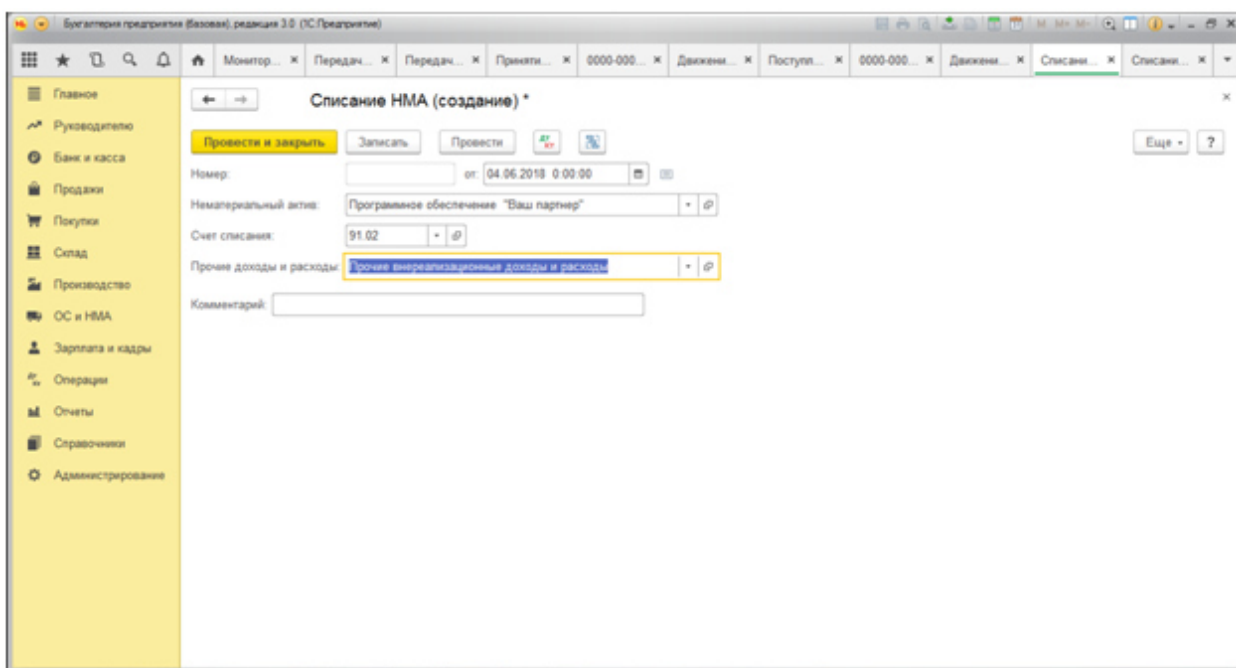 Бухгалтерия предприятия (базовая), редакция 3.0 (1С:Предприятие)
M M+ M-
Монитор... × Передач... × Передач... × Приняти... × 0000-000... × Движени... × Поступл... × 0000-000... × Движени... × Списани... × Списани... ×
Главное
Руководителю
Банк и касса
Продажи
Покупки
Склад
Производство
ОС и НМА
Зарплата и кадры
Операции
Отчеты
Справочники
Администрирование
Списание НМА (создание) *
Провести и закрыть Записать Провести Еще ?
Номер: от: 04.06.2018 0:00:00
Нематериальный актив: Программное обеспечение "Ваш партнер"
Счет списания: 91.02
Прочие доходы и расходы: Прочие внереализационные доходы и расходы
Комментарий: